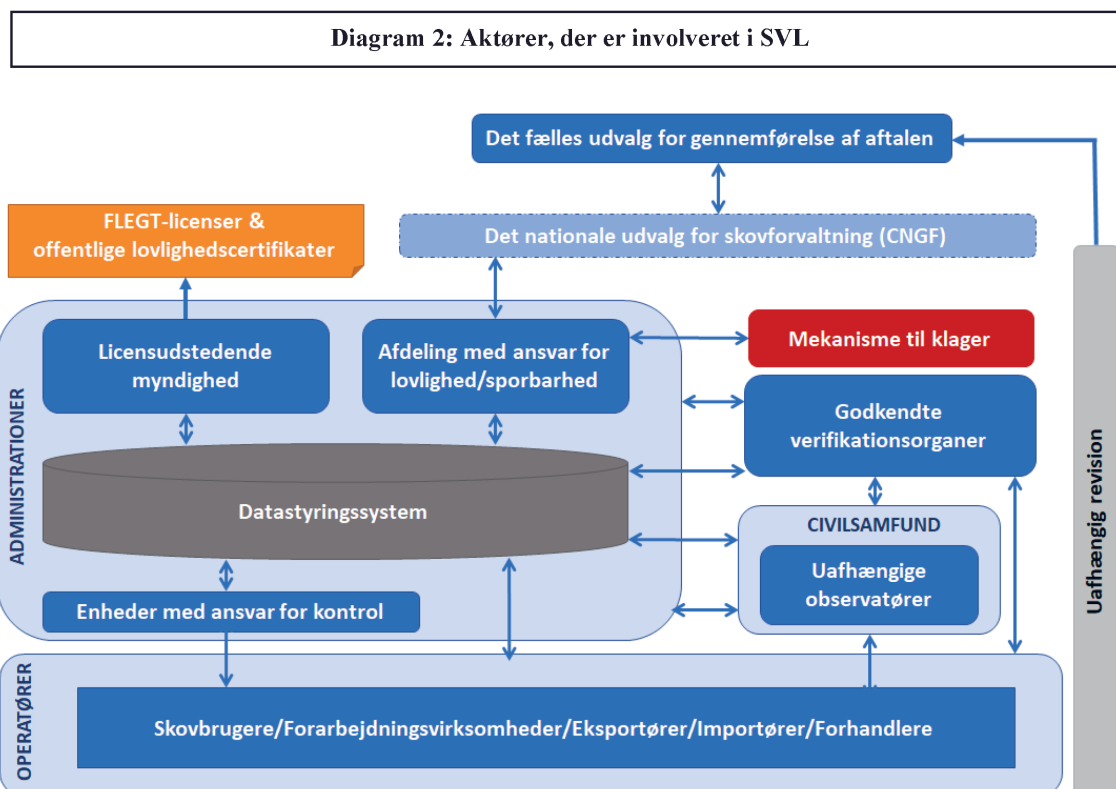 Diagram 2: Aktører, der er involveret i SVL
Det fælles udvalg for gennemførelse af aftalen
FLEGT-licenser &
offentlige lovlighedscertifikater
Det nationale udvalg for skovforvaltning (CNGF)
ADMINISTRATIONER
Licensudstedende
myndighed
Afdeling med ansvar for
lovlighed/sporbarhed
Mekanisme til klager
Godkendte
verifikationsorganer
Datastyringssystem
CIVILSAMFUND
Uafhængige
observatører
Enheder med ansvar for kontrol
Uafhængig revision
OPERATØRER
Skovbrugere/Forarbejdningsvirksomheder/Eksportører/Importører/Forhandlere